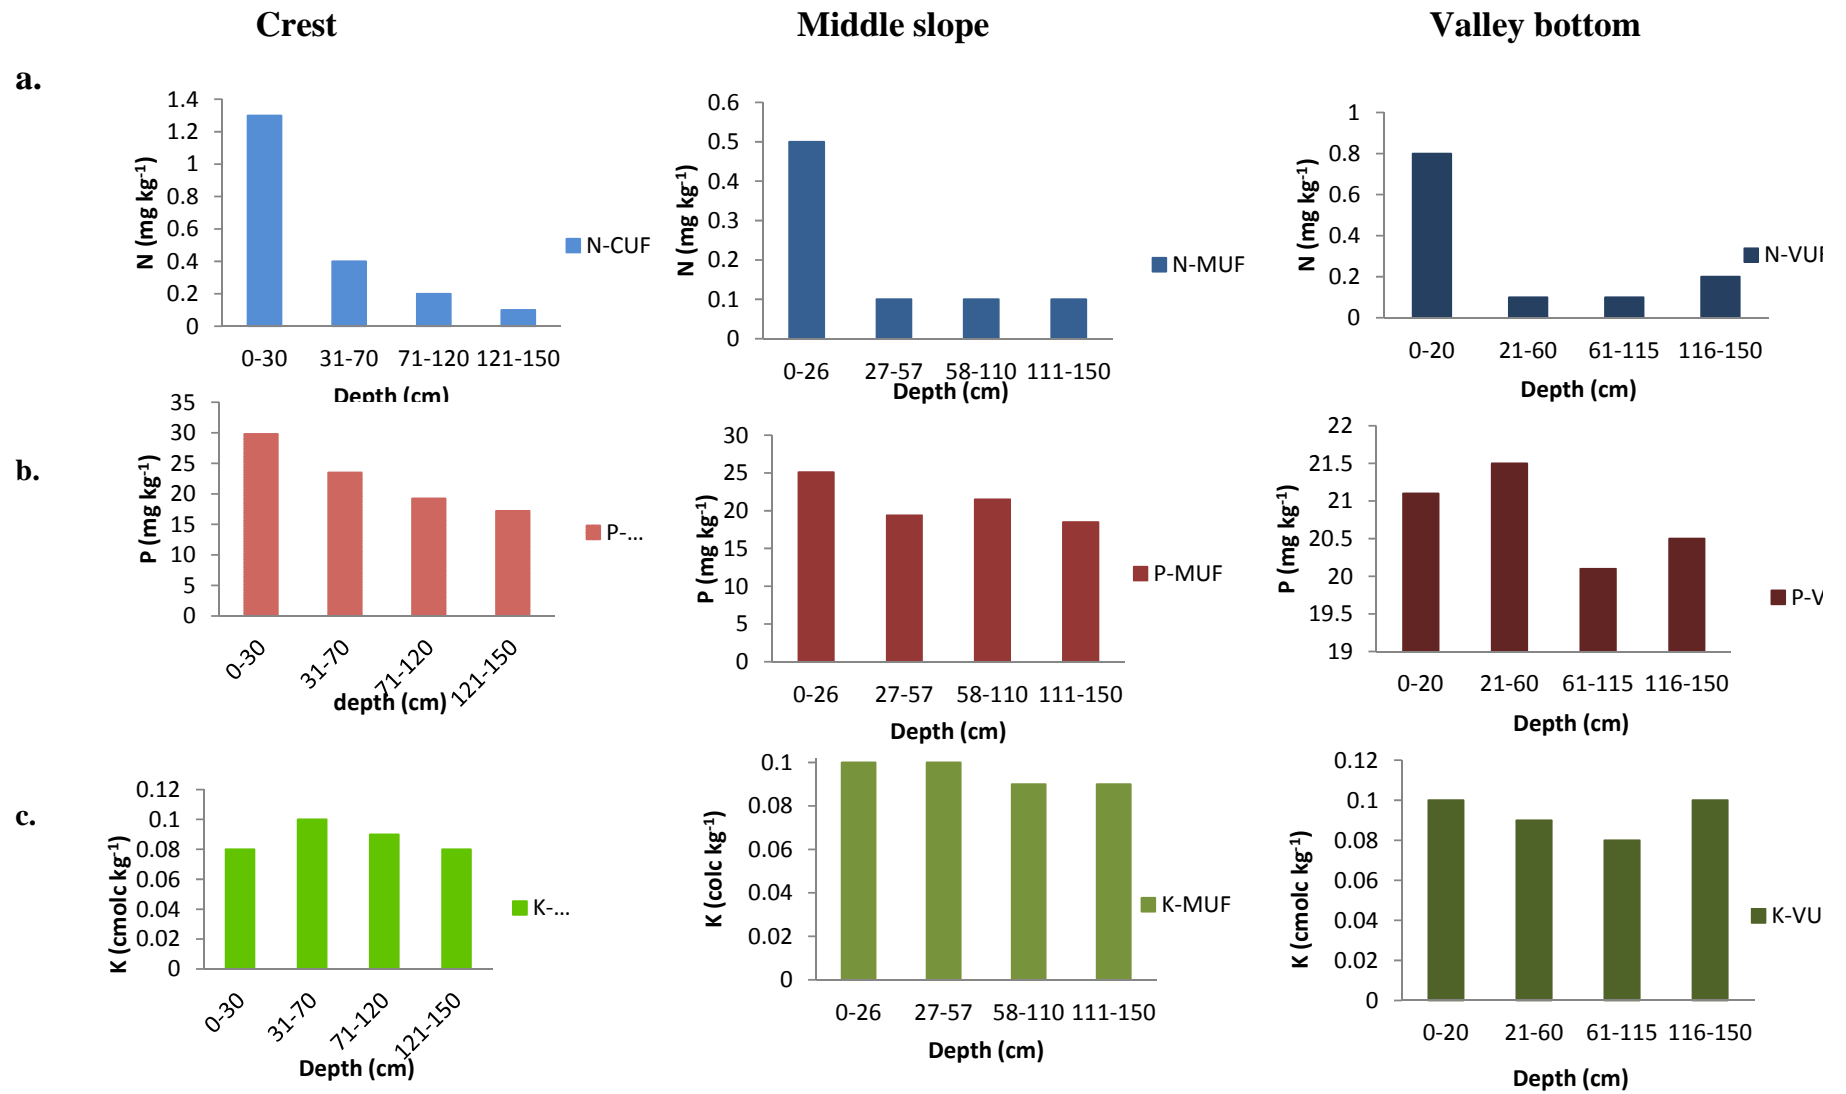 Crest
Middle slope
Valley bottom
a.
1.4
1.2
1
0.8
0.6
0.4
0.2
0
N (mg kg-1)
0-30 31-70 71-120 121-150
Depth (cm)
N-CUF
0.6
0.5
0.4
0.3
0.2
0.1
0
N (mg kg-1)
0-26 27-57 58-110 111-150
Depth (cm)
N-MUF
1
0.8
0.6
0.4
0.2
0
N (mg kg-1)
0-20 21-60 61-115 116-150
Depth (cm)
N-VUF
b.
35
30
25
20
15
10
5
0
P (mg kg-1)
0-30 31-70 71-120 121-150
depth (cm)
P-...
30
25
20
15
10
5
0
P (mg kg-1)
0-26 27-57 58-110 111-150
Depth (cm)
P-MUF
22
21.5
21
20.5
20
19.5
19
P (mg kg-1)
0-20 21-60 61-115 116-150
Depth (cm)
P-V
c.
0.12
0.1
0.08
0.06
0.04
0.02
0
K (cmolc kg-1)
0-30 31-70 71-120 121-150
Depth (cm)
K-...
0.1
0.08
0.06
0.04
0.02
0
K (colc kg-1)
0-26 27-57 58-110 111-150
Depth (cm)
K-MUF
0.12
0.1
0.08
0.06
0.04
0.02
0
K (cmolc kg-1)
0-20 21-60 61-115 116-150
Depth (cm)
K-VU